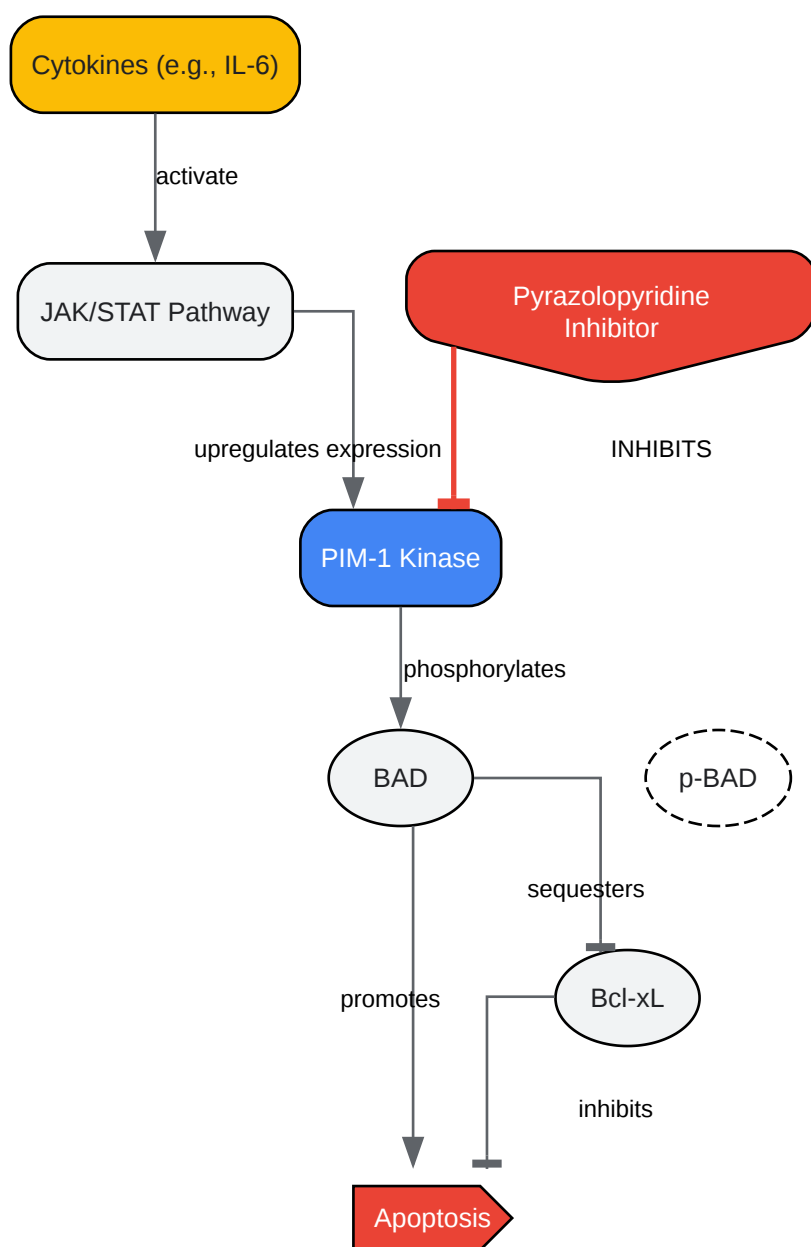 Cytokines (e.g., IL-6)
activate
JAK/STAT Pathway
Pyrazolopyridine
Inhibitor
upregulates expression
INHIBITS
PIM-1 Kinase
phosphorylates
BAD
p-BAD
sequesters
promotes
Bcl-xL
inhibits
Apoptosis